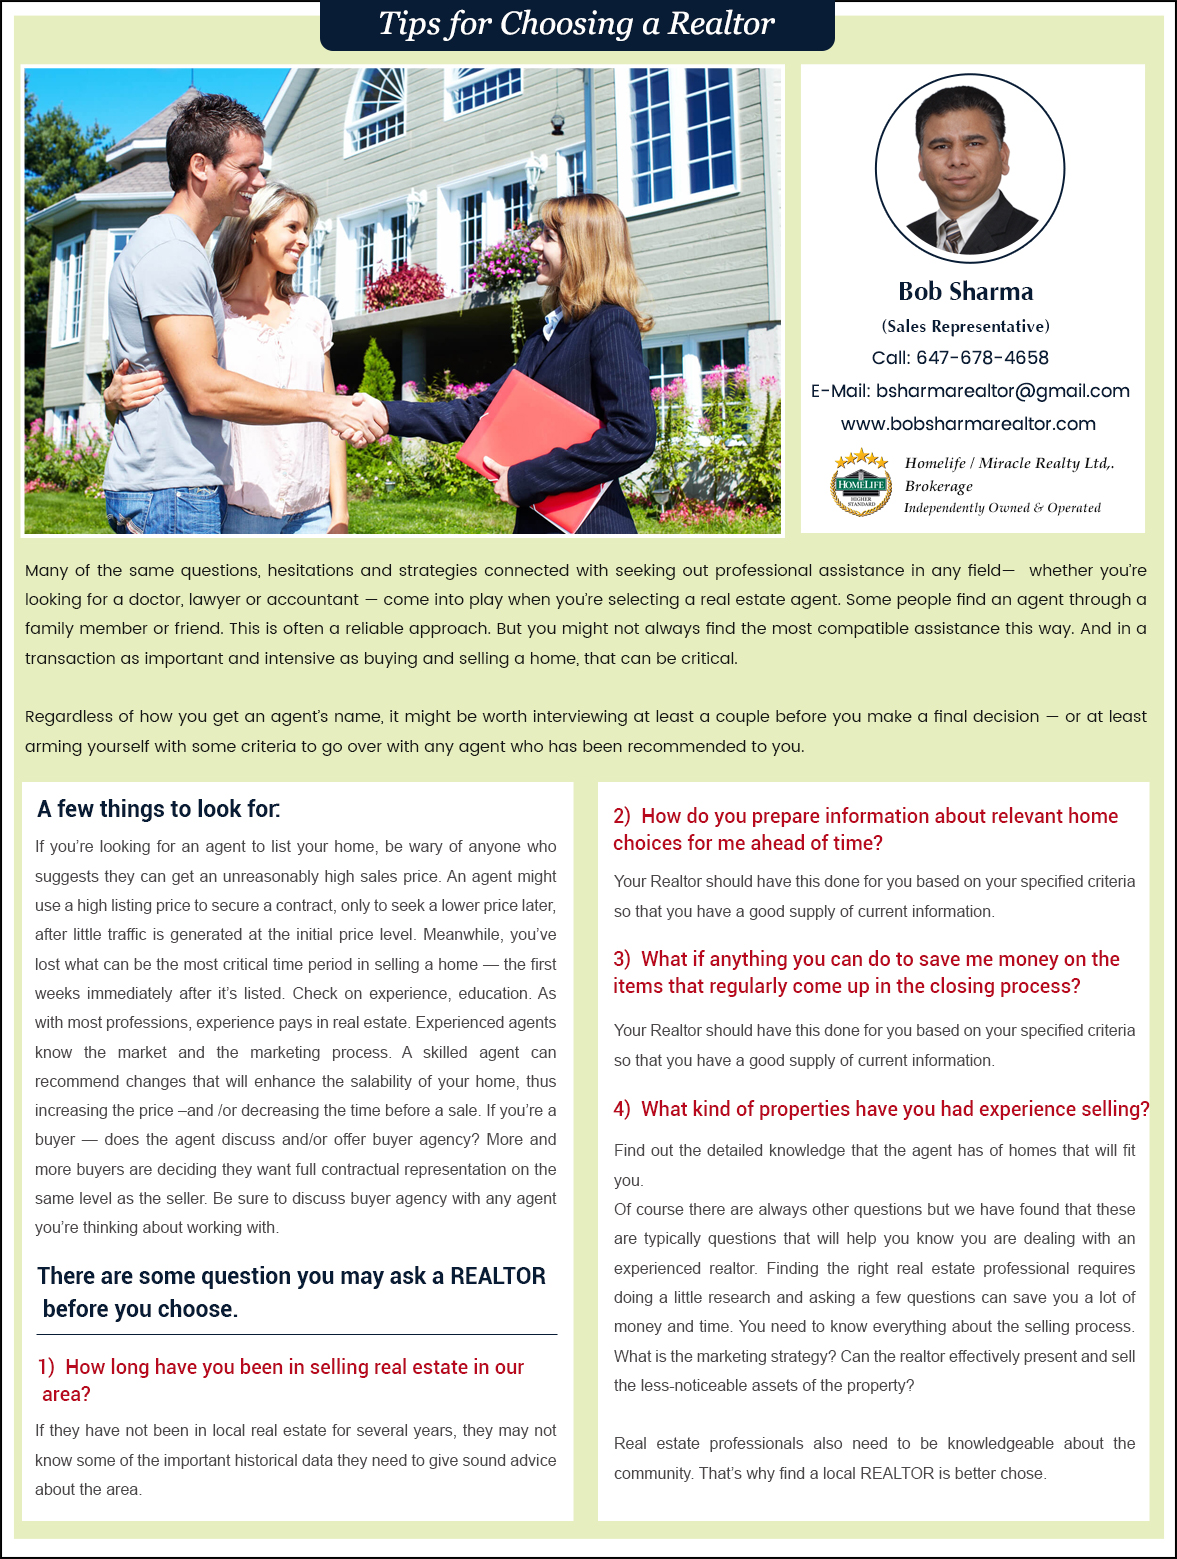 Tips for Choosing a Realtor
Bob Sharma
(Sales Representative)
Call: 647-678-4658
E-Mail: bsharmarealtor@gmail.com
www.bobsharmarealtor.com
HOMELIFE
HIGHER
STANDARD
Homelife / Miracle Realty Ltd,.
Brokerage
Independently Owned & Operated
Many of the same questions, hesitations and strategies connected with seeking out professional assistance in any field— whether you're
looking for a doctor, lawyer or accountant — come into play when you're selecting a real estate agent. Some people find an agent through a
family member or friend. This is often a reliable approach. But you might not always find the most compatible assistance this way. And in a
transaction as important and intensive as buying and selling a home, that can be critical.
Regardless of how you get an agent's name, it might be worth interviewing at least a couple before you make a final decision — or at least
arming yourself with some criteria to go over with any agent who has been recommended to you.
A few things to look for:
If you're looking for an agent to list your home, be wary of anyone who
suggests they can get an unreasonably high sales price. An agent might
use a high listing price to secure a contract, only to seek a lower price later,
after little traffic is generated at the initial price level. Meanwhile, you've
lost what can be the most critical time period in selling a home — the first
weeks immediately after it's listed. Check on experience, education. As
with most professions, experience pays in real estate. Experienced agents
know the market and the marketing process. A skilled agent can
recommend changes that will enhance the salability of your home, thus
increasing the price –and /or decreasing the time before a sale. If you're a
buyer — does the agent discuss and/or offer buyer agency? More and
more buyers are deciding they want full contractual representation on the
same level as the seller. Be sure to discuss buyer agency with any agent
you're thinking about working with.
There are some question you may ask a REALTOR
before you choose.
1) How long have you been in selling real estate in our
area?
If they have not been in local real estate for several years, they may not
know some of the important historical data they need to give sound advice
about the area.
2) How do you prepare information about relevant home
choices for me ahead of time?
Your Realtor should have this done for you based on your specified criteria
so that you have a good supply of current information.
3) What if anything you can do to save me money on the
items that regularly come up in the closing process?
Your Realtor should have this done for you based on your specified criteria
so that you have a good supply of current information.
4) What kind of properties have you had experience selling?
Find out the detailed knowledge that the agent has of homes that will fit
you.
Of course there are always other questions but we have found that these
are typically questions that will help you know you are dealing with an
experienced realtor. Finding the right real estate professional requires
doing a little research and asking a few questions can save you a lot of
money and time. You need to know everything about the selling process.
What is the marketing strategy? Can the realtor effectively present and sell
the less-noticeable assets of the property?
Real estate professionals also need to be knowledgeable about the
community. That's why find a local REALTOR is better chose.